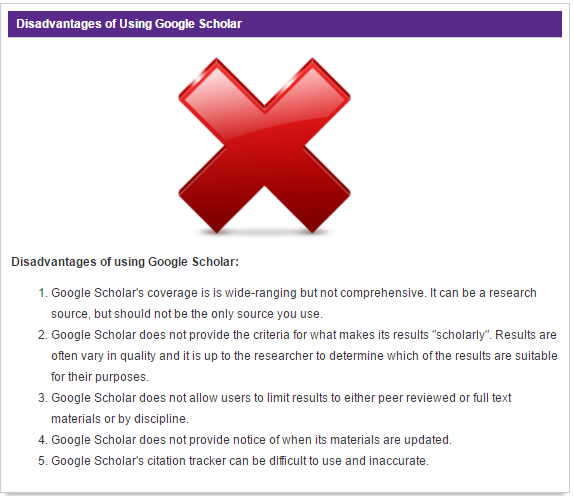 Disadvantages of Using Google Scholar
Disadvantages of using Google Scholar:
1. Google Scholar's coverage is is wide-ranging but not comprehensive. It can be a research
source, but should not be the only source you use.
2. Google Scholar does not provide the criteria for what makes its results "scholarly". Results are
often vary in quality and it is up to the researcher to determine which of the results are suitable
for their purposes.
3. Google Scholar does not allow users to limit results to either peer reviewed or full text
materials or by discipline.
4. Google Scholar does not provide notice of when its materials are updated.
5. Google Scholar's citation tracker can be difficult to use and inaccurate.